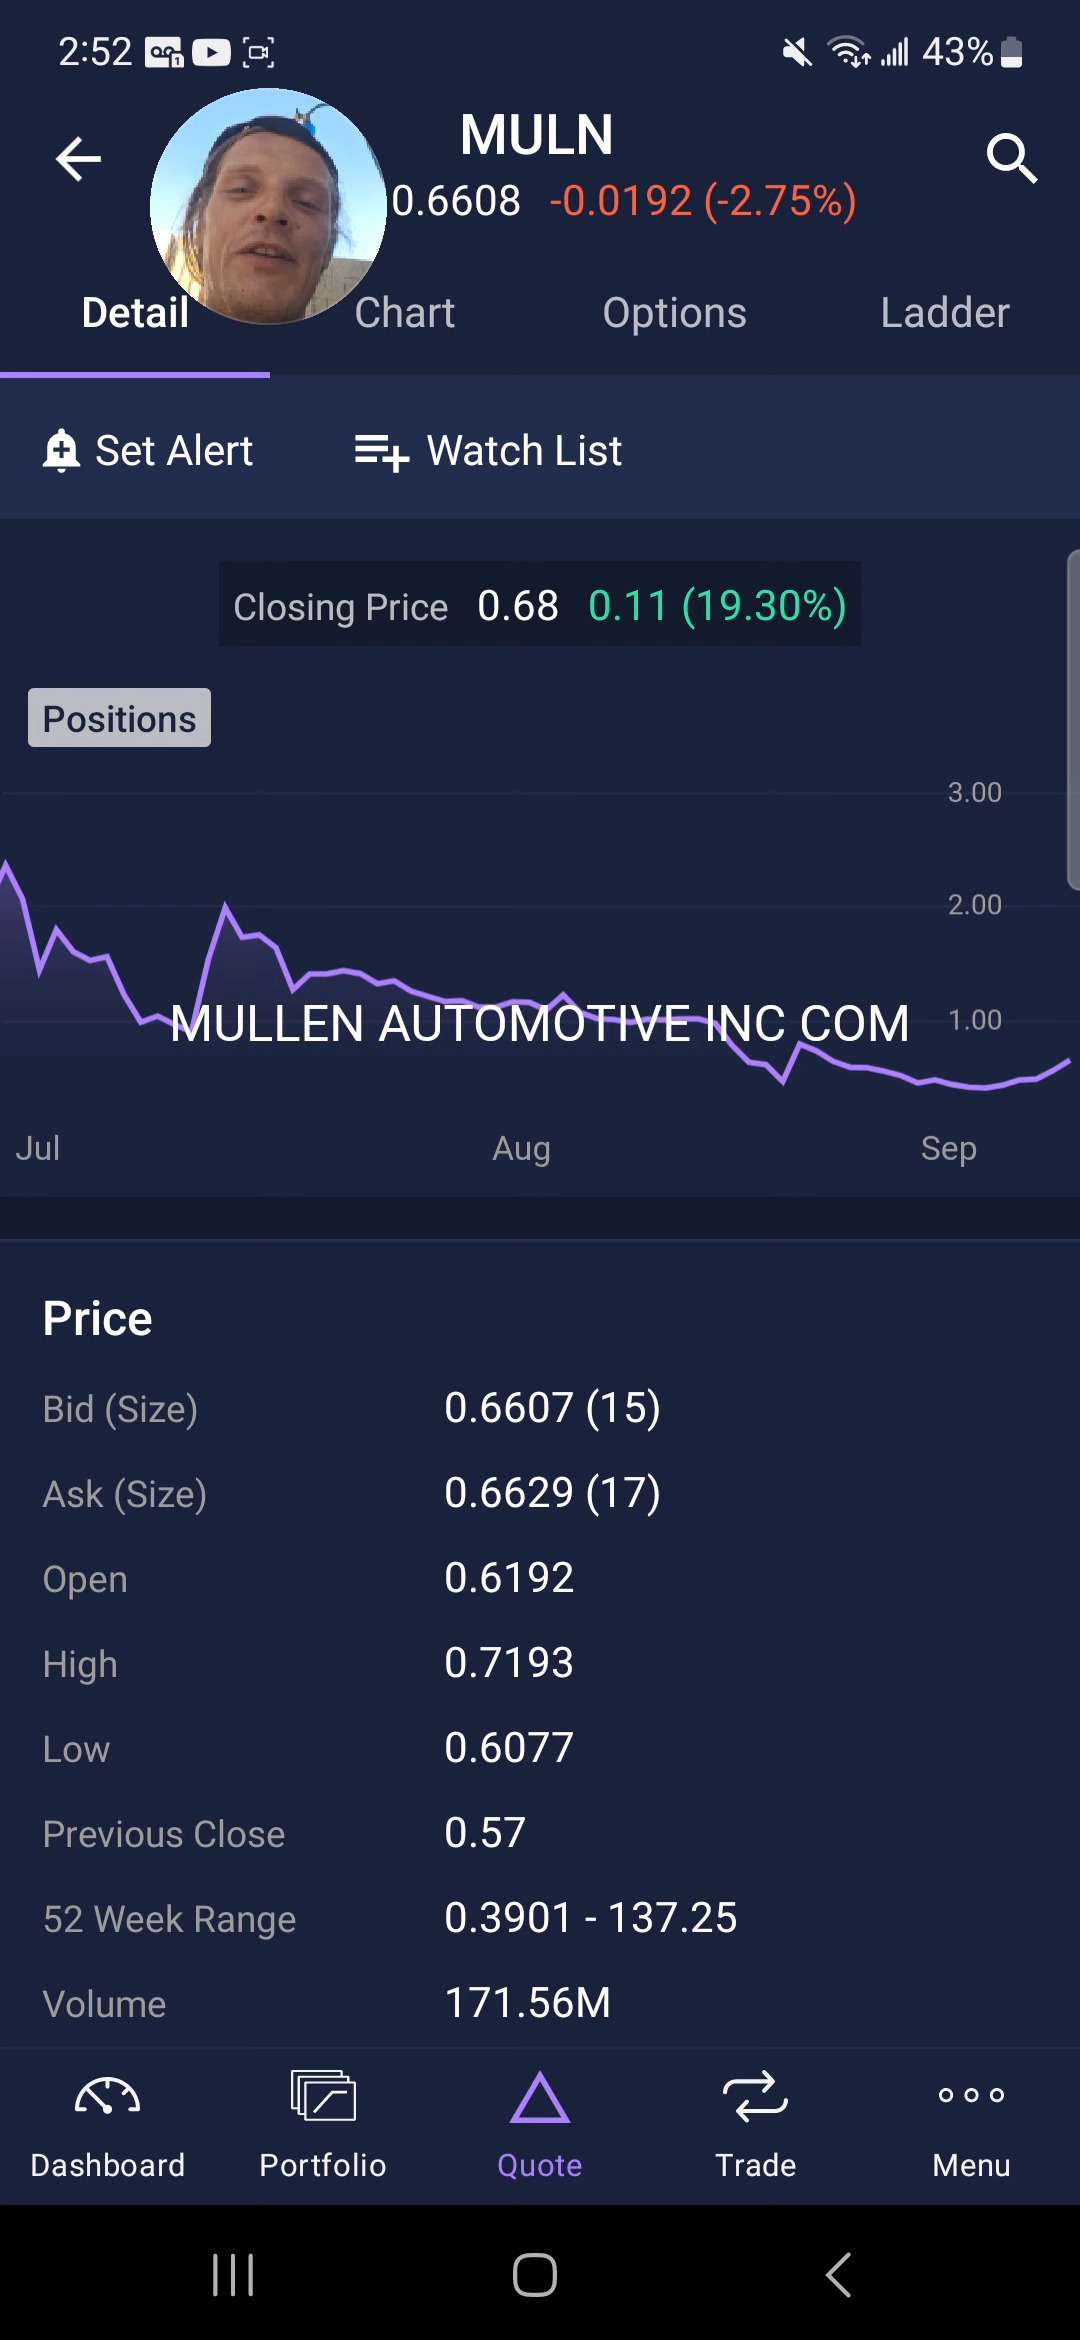 2:52 1 43%
MULN
0.6608 -0.0192 (-2.75%)
Detail Chart Options Ladder
Set Alert Watch List
Closing Price 0.68 0.11 (19.30%)
Positions
3.00
2.00
MULLEN AUTOMOTIVE INC COM 1.00
Jul Aug Sep
Price
Bid (Size) 0.6607 (15)
Ask (Size) 0.6629 (17)
Open 0.6192
High 0.7193
Low 0.6077
Previous Close 0.57
52 Week Range 0.3901 - 137.25
Volume 171.56M
Dashboard Portfolio Quote Trade Menu